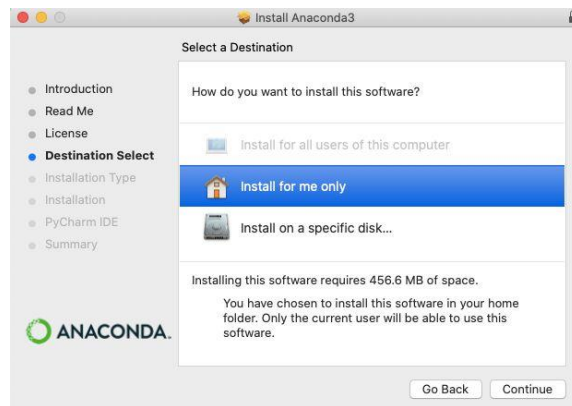 Install Anaconda3
Select a Destination
Introduction
Read Me
License
Destination Select
Installation Type
Installation
PyCharm IDE
Summary
How do you want to install this software?
Install for all users of this computer
Install for me only
Install on a specific disk...
Installing this software requires 456.6 MB of space.
You have chosen to install this software in your home
folder. Only the current user will be able to use this
software.
ANACONDA.
Go Back
Continue